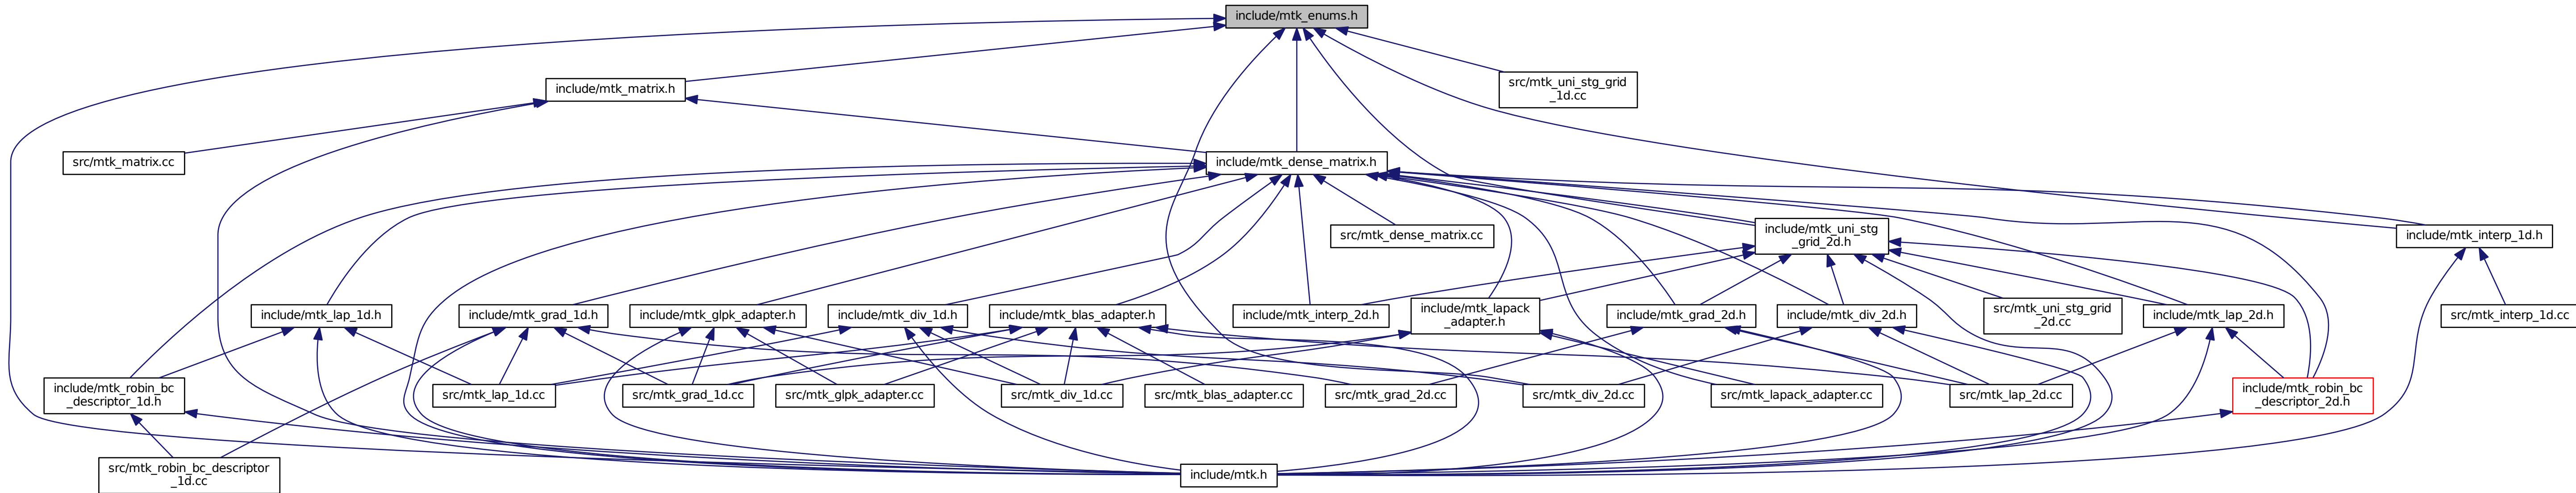 include/mtk_enums.h
src/mtk_uni_stg_grid
_1d.cc
include/mtk_matrix.h
src/mtk_matrix.cc
include/mtk_dense_matrix.h
src/mtk_dense_matrix.cc
include/mtk_uni_stg
_grid_2d.h
include/mtk_interp_1d.h
include/mtk_lap_1d.h
include/mtk_grad_1d.h
include/mtk_glpk_adapter.h
include/mtk_div_1d.h
include/mtk_blas_adapter.h
include/mtk_interp_2d.h
include/mtk_lapack
_adapter.h
include/mtk_grad_2d.h
include/mtk_div_2d.h
src/mtk_uni_stg_grid
_2d.cc
include/mtk_lap_2d.h
src/mtk_interp_1d.cc
include/mtk_robin_bc
_descriptor_1d.h
src/mtk_lap_1d.cc
src/mtk_grad_1d.cc
src/mtk_glpk_adapter.cc
src/mtk_div_1d.cc
src/mtk_blas_adapter.cc
src/mtk_grad_2d.cc
src/mtk_div_2d.cc
src/mtk_lapack_adapter.cc
src/mtk_lap_2d.cc
include/mtk_robin_bc
_descriptor_2d.h
src/mtk_robin_bc_descriptor
_1d.cc
include/mtk.h